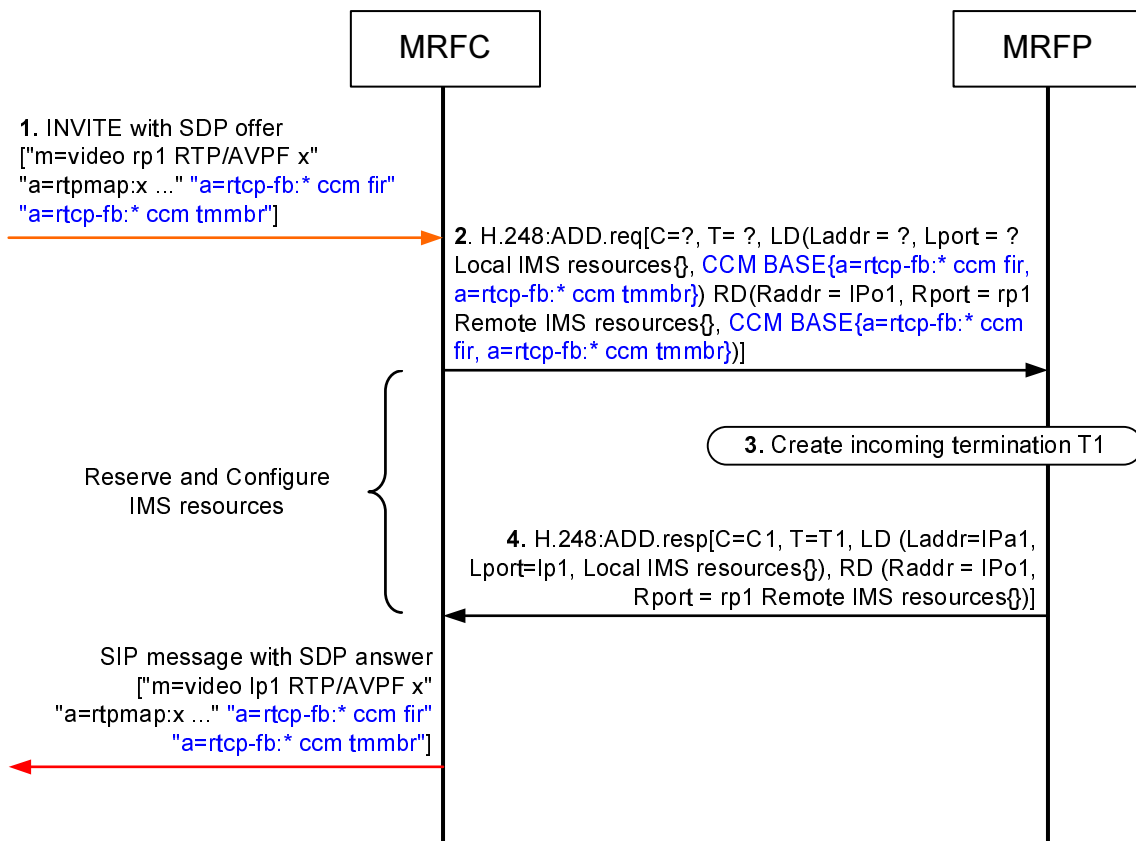 MRFC
MRFP
1. INVITE with SDP offer
["m=video rp1 RTP/AVPF x"
"a=rtpmap:x ..." "a=rtcp-fb:* ccm fir"
"a=rtcp-fb:* ccm tmmbr"]
2. H.248:ADD.req[C=?, T= ?, LD(Laddr = ?, Lport = ?
Local IMS resources{}, CCM BASE{a=rtcp-fb:* ccm fir,
a=rtcp-fb:* ccm tmmbr}) RD(Raddr = IPo1, Rport = rp1
Remote IMS resources{}, CCM BASE{a=rtcp-fb:* ccm
fir, a=rtcp-fb:* ccm tmmbr})]
3. Create incoming termination T1
Reserve and Configure
IMS resources
4. H.248:ADD.resp[C=C1, T=T1, LD (Laddr=IPa1,
Lport=lp1, Local IMS resources{}), RD (Raddr = IPo1,
Rport = rp1 Remote IMS resources{})]
SIP message with SDP answer
["m=video lp1 RTP/AVPF x"
"a=rtpmap:x ..." "a=rtcp-fb:* ccm fir"
"a=rtcp-fb:* ccm tmmbr"]